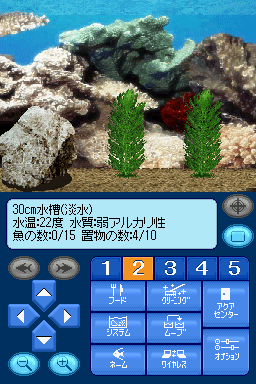 30cm水槽(淡水)
水温:22度 水質:弱アルカリ性
魚の数:0/15 置物の数:4/10
1 2 3 4 5
フード クリーニング アクアセンター
システム ムーブ
ネーム ワイヤレス オプション